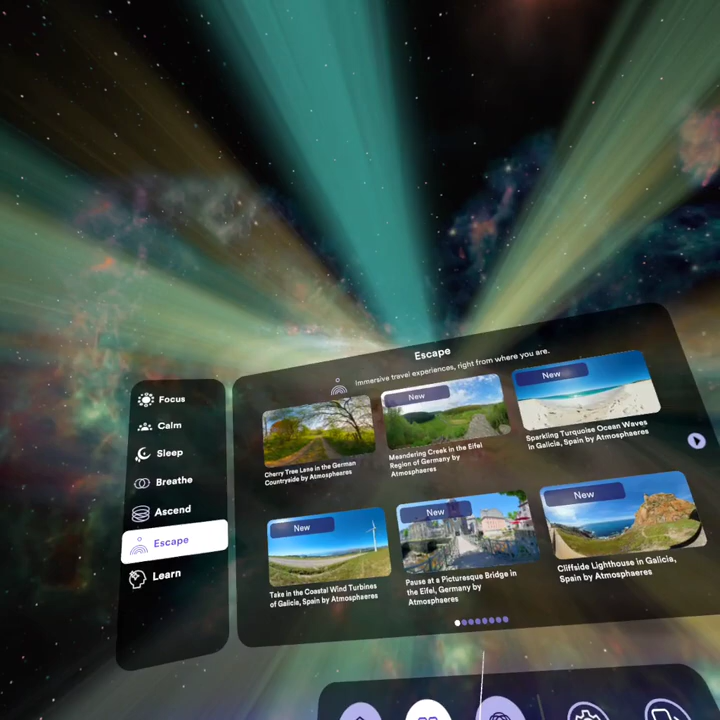 Focus
Calm
Sleep
Breathe
Ascend
Escape
Learn
Escape
Immersive travel experiences, right from where you are.
Cherry Tree Lane in the German
Countryside by Atmosphaeres
New
Meandering Creek in the Eifel
Region of Germany by
Atmosphaeres
New
Sparkling Turquoise Ocean Waves
in Galicia, Spain by Atmosphaeres
New
Take in the Coastal Wind Turbines
of Galicia, Spain by Atmosphaeres
New
Pause at a Picturesque Bridge in
the Eifel, Germany by
Atmosphaeres
New
Cliffside Lighthouse in Galicia,
Spain by Atmosphaeres